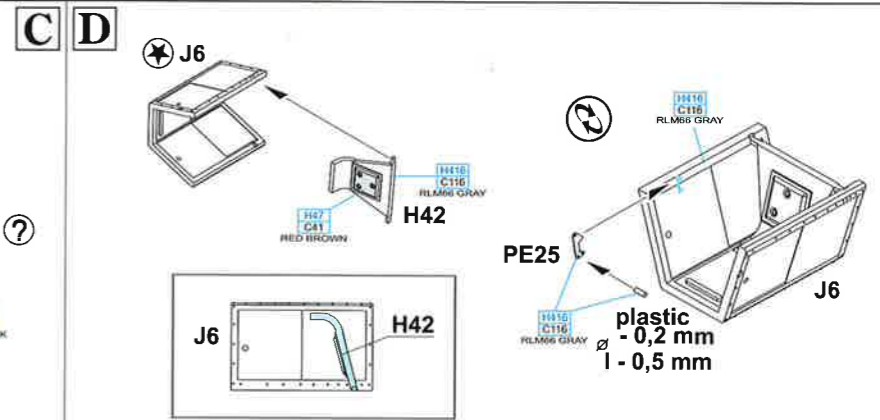 C
D
J6
H416
C116
RLM66 GRAY
H42
H47
C41
RED BROWN
J6
H42
?
K
H416
C116
RLM66 GRAY
PE25
J6
H416
C116
RLM66 GRAY
plastic
ø - 0,2 mm
l - 0,5 mm